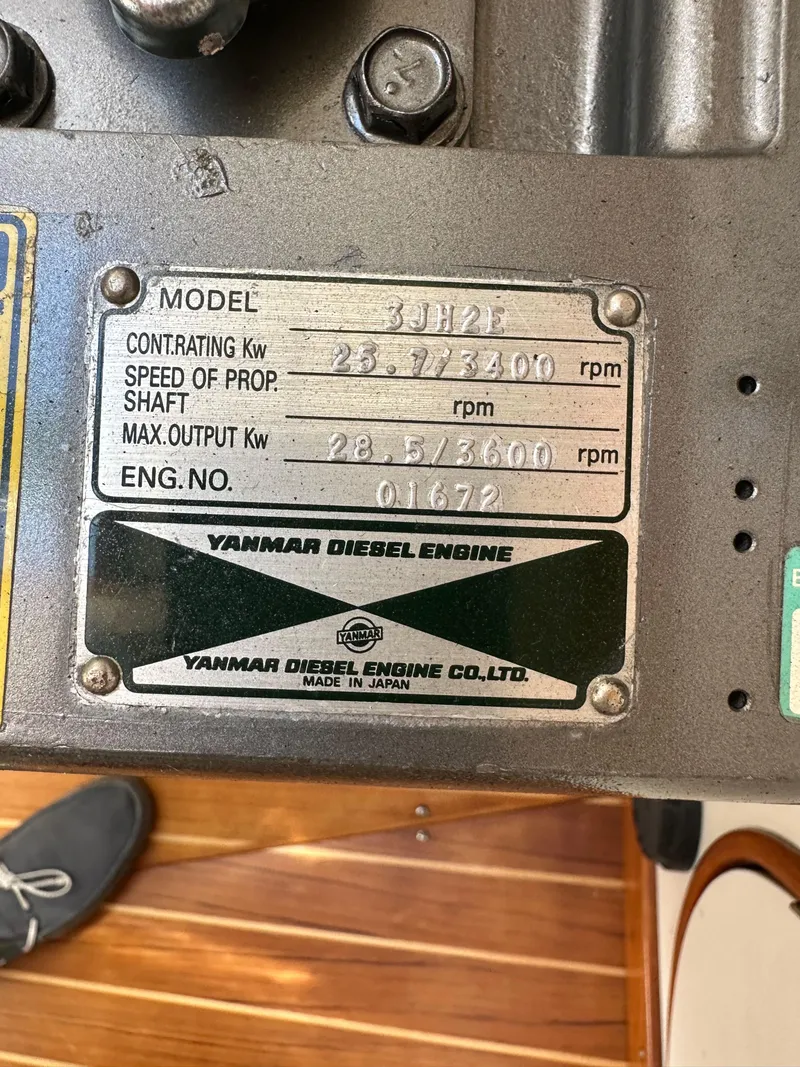 MODEL 3JH2E
CONT.RATING Kw 25.7/3400 rpm
SPEED OF PROP.
SHAFT rpm
MAX.OUTPUT Kw 28.5/3600 rpm
ENG.NO. 01672
YANMAR DIESEL ENGINE
YANMAR
YANMAR DIESEL ENGINE CO.,LTD.
MADE IN JAPAN